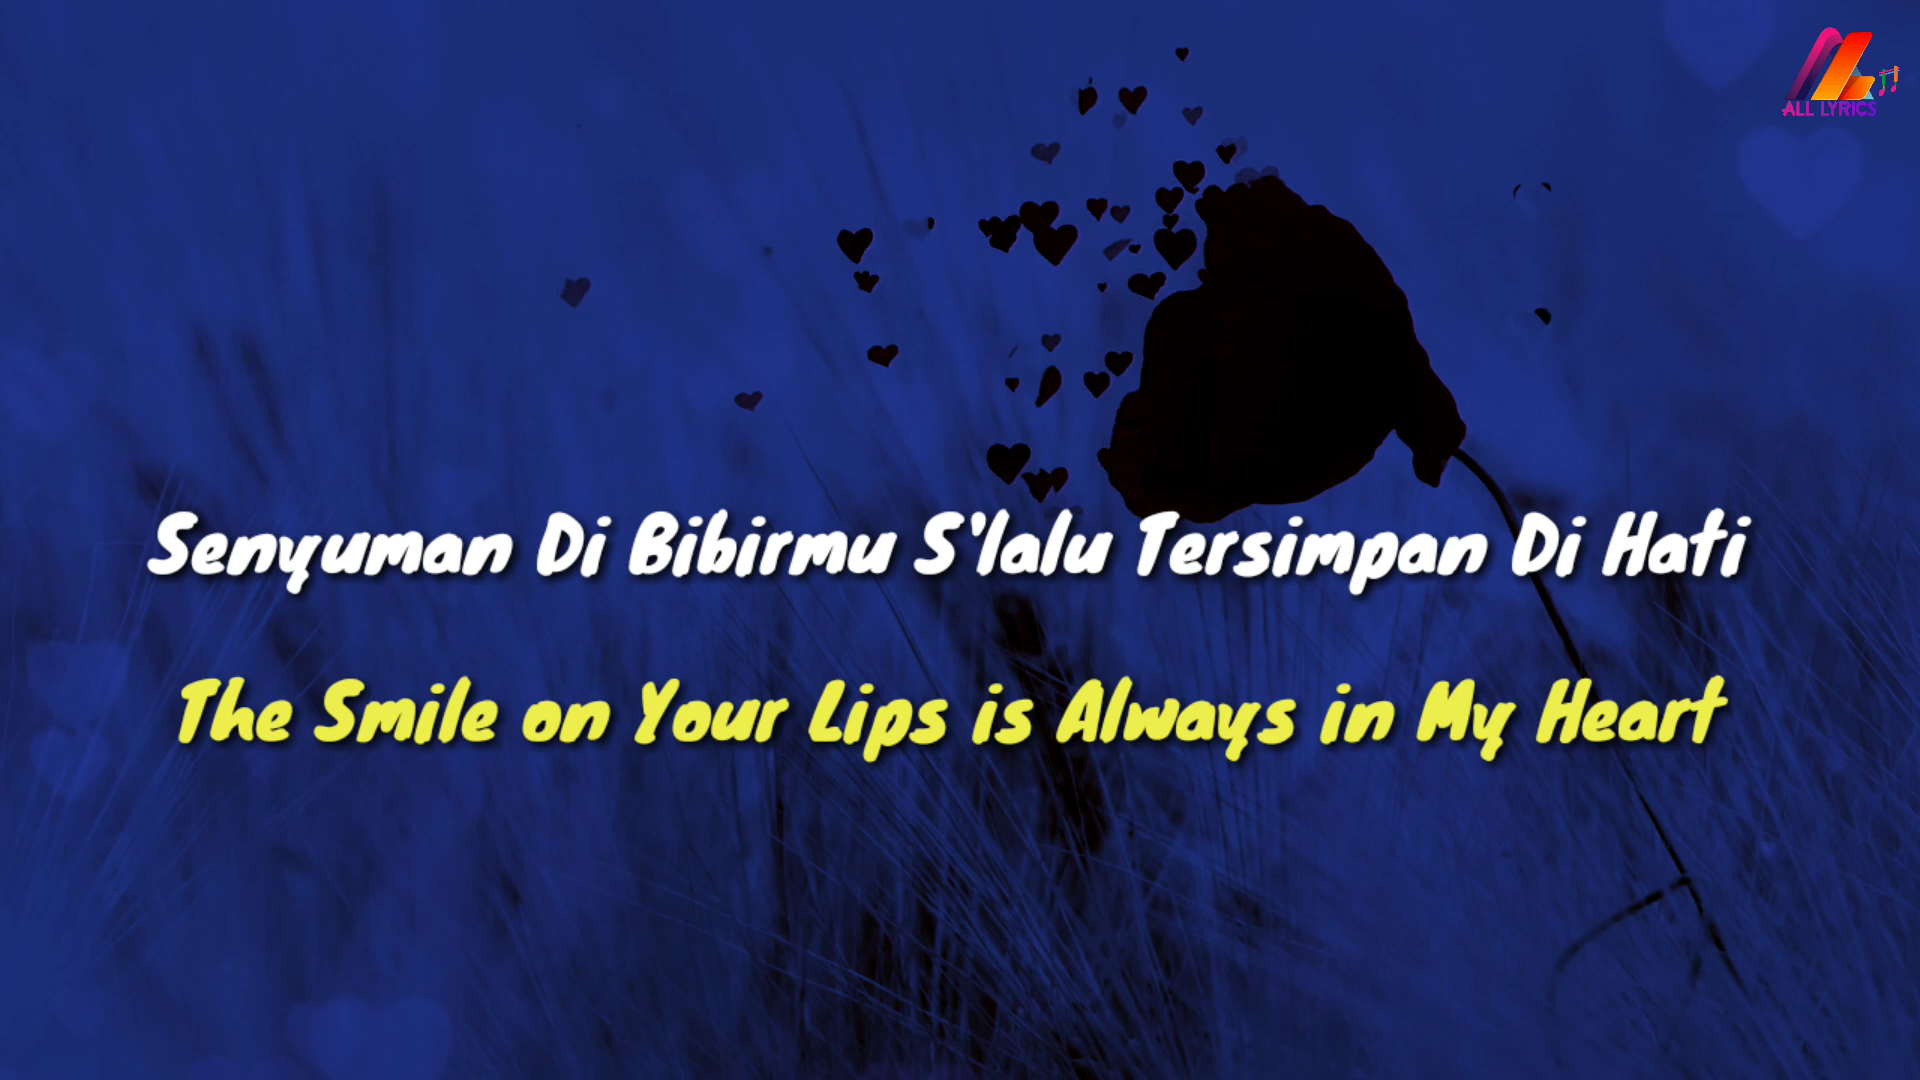 ALL LYRICS
Senyuman Di Bibirmu S'lalu Tersimpan Di Hati
The Smile on Your Lips is Always in My Heart